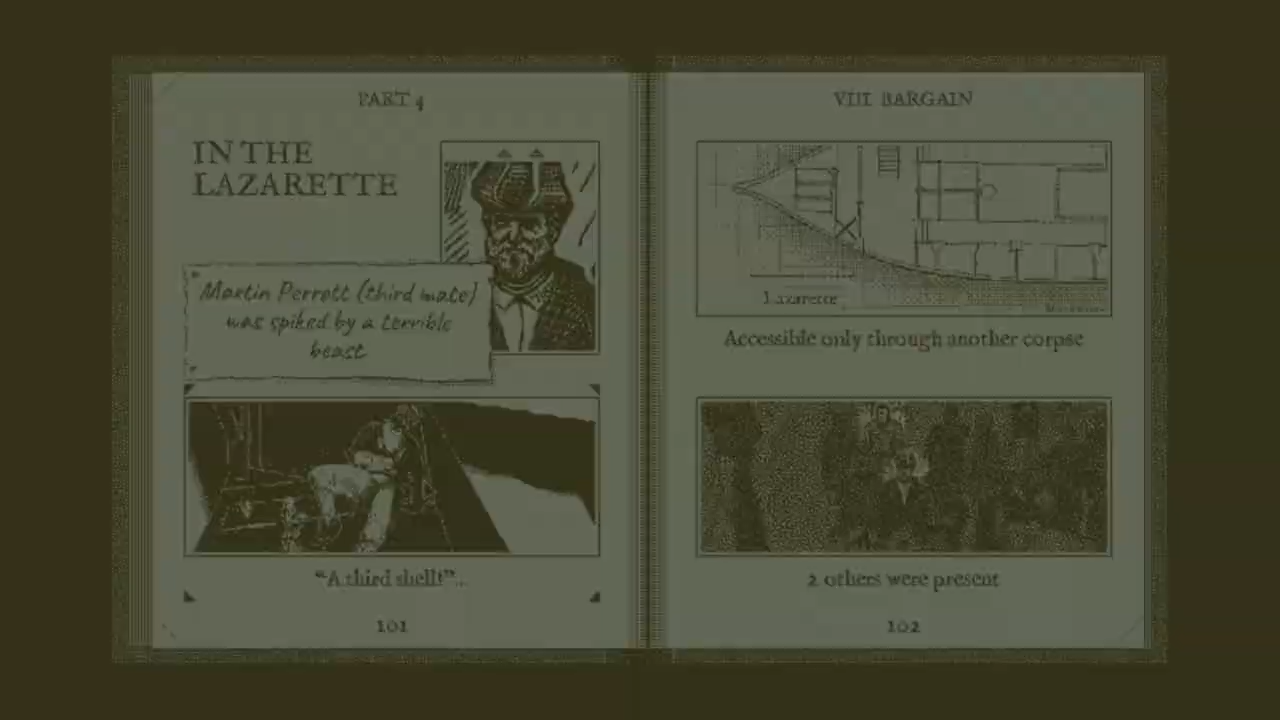 PART 4
IN THE
LAZARETTE
Martin Perrott (third mate)
was spiked by a terrible
beast
"A third shell!"...
101
VIII BARGAIN
Lazarette
Accessible only through another corpse
2 others were present
102